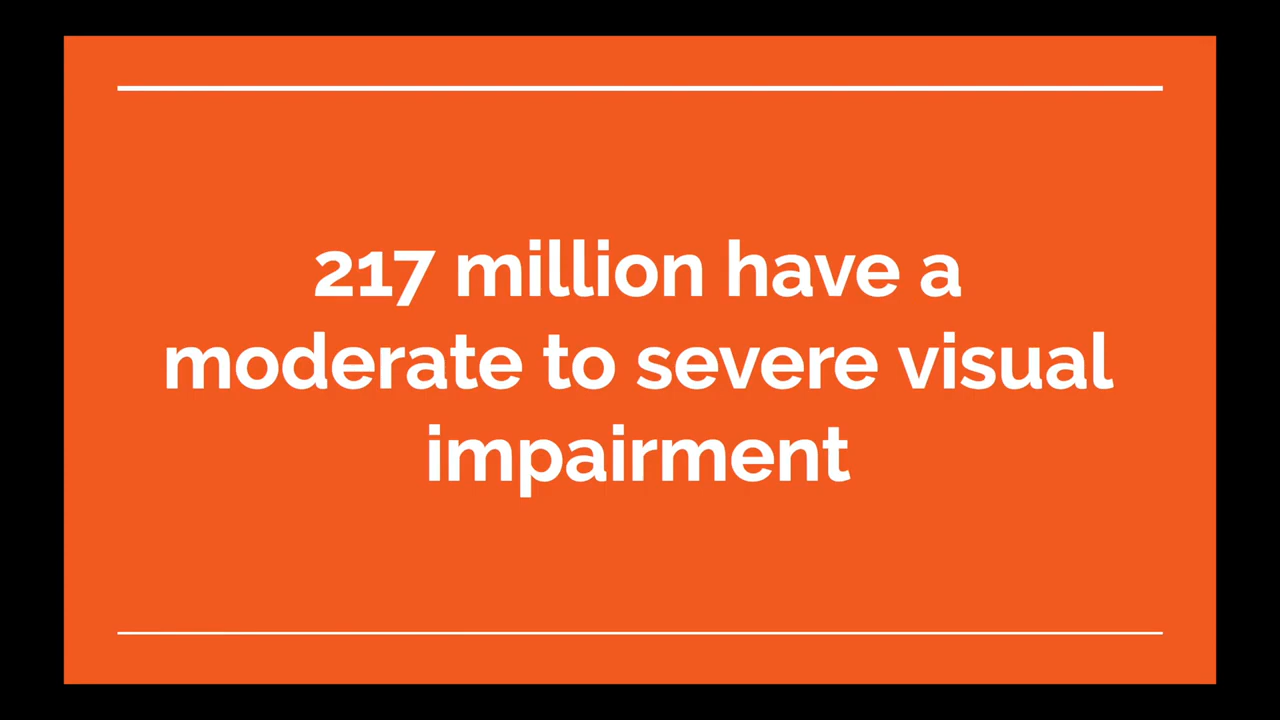 217 million have a
moderate to severe visual
impairment